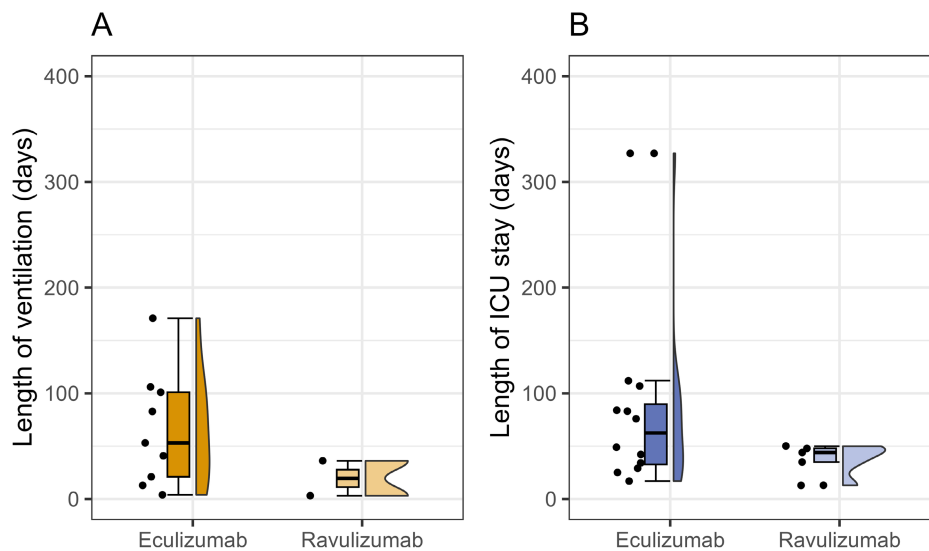 A
Length of ventilation (days)
400
300
200
100
0
Eculizumab
Ravulizumab
B
Length of ICU stay (days)
400
300
200
100
0
Eculizumab
Ravulizumab